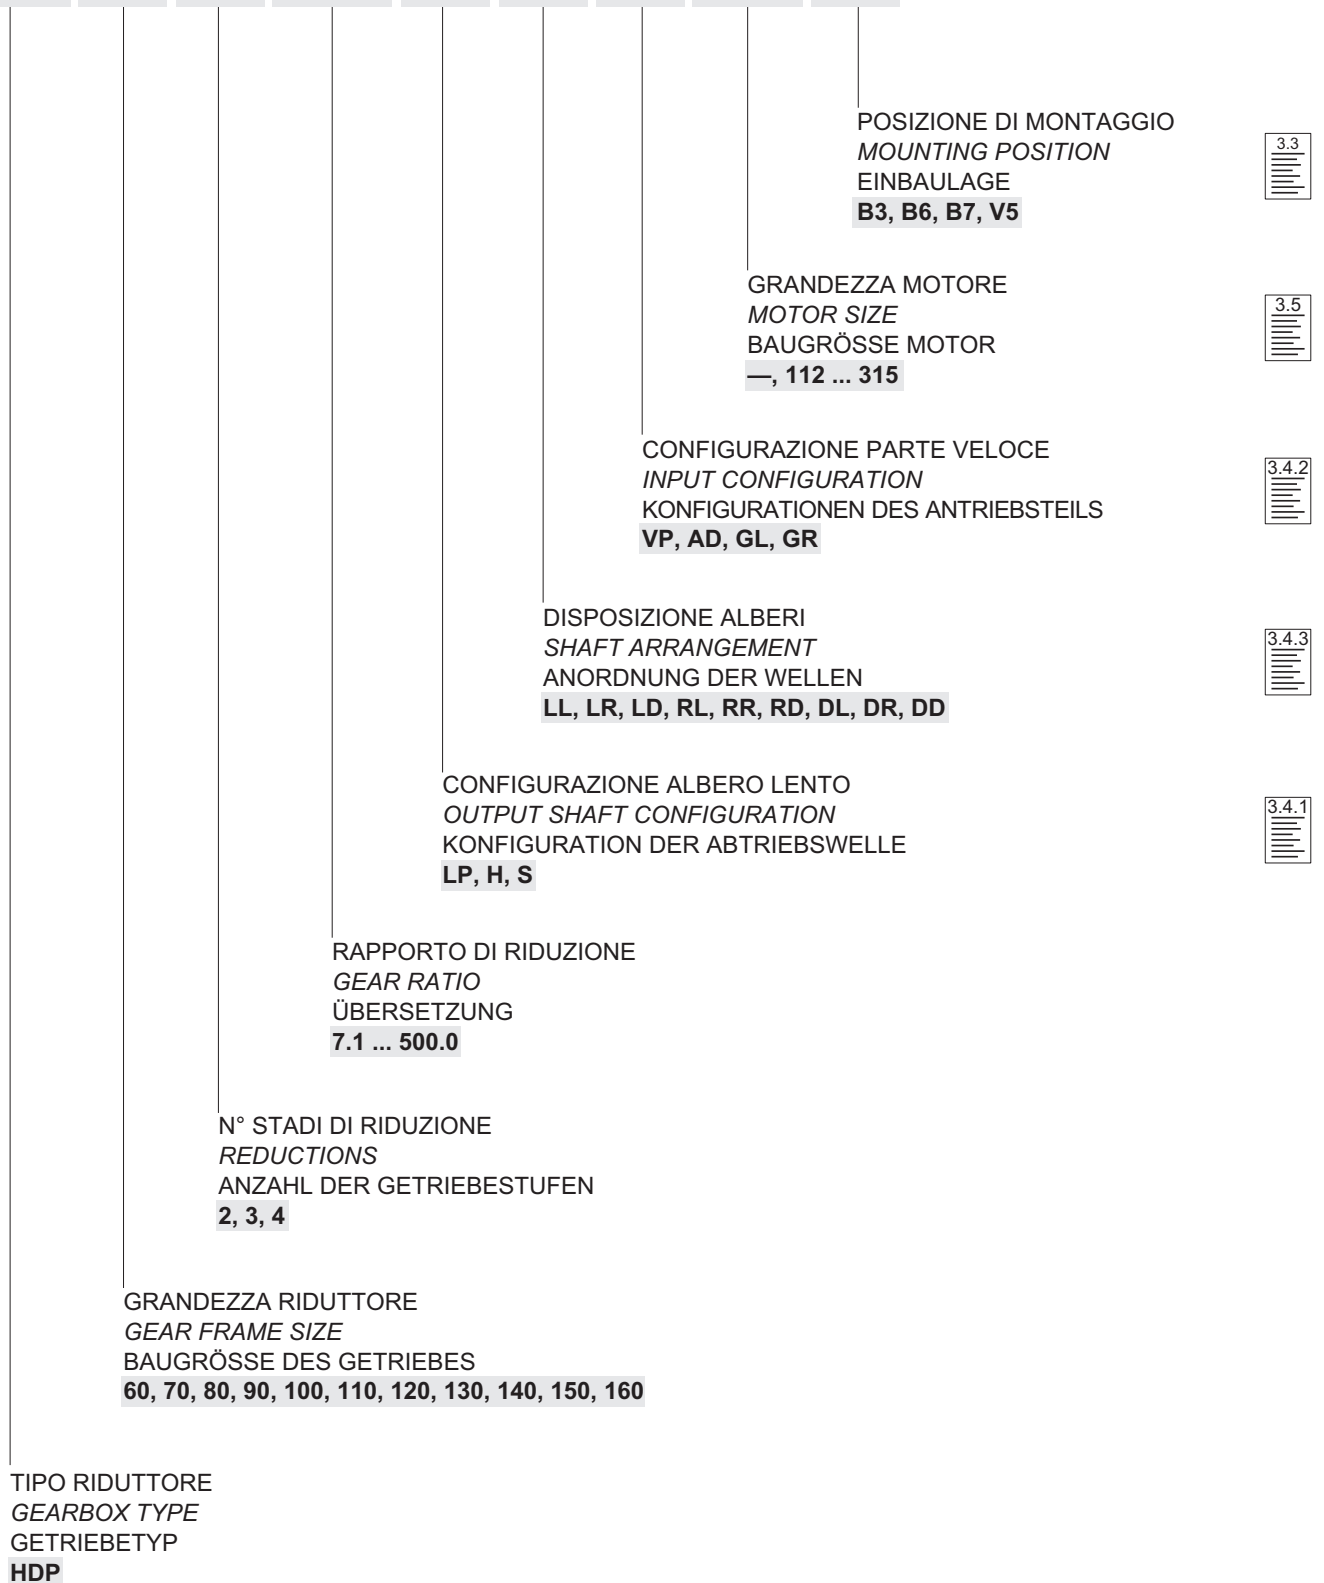 POSIZIONE DI MONTAGGIO
MOUNTING POSITION
EINBAULAGE
B3, B6, B7, V5
3.3
GRANDEZZA MOTORE
MOTOR SIZE
BAUGRÖSSE MOTOR
—, 112 ... 315
3.5
CONFIGURAZIONE PARTE VELOCE
INPUT CONFIGURATION
KONFIGURATIONEN DES ANTRIEBSTEILS
VP, AD, GL, GR
3.4.2
DISPOSIZIONE ALBERI
SHAFT ARRANGEMENT
ANORDNUNG DER WELLEN
LL, LR, LD, RL, RR, RD, DL, DR, DD
3.4.3
CONFIGURAZIONE ALBERO LENTO
OUTPUT SHAFT CONFIGURATION
KONFIGURATION DER ABTRIEBSWELLE
LP, H, S
3.4.1
RAPPORTO DI RIDUZIONE
GEAR RATIO
ÜBERSETZUNG
7.1 ... 500.0
N° STADI DI RIDUZIONE
REDUCTIONS
ANZAHL DER GETRIEBESTUFEN
2, 3, 4
GRANDEZZA RIDUTTORE
GEAR FRAME SIZE
BAUGRÖSSE DES GETRIEBES
60, 70, 80, 90, 100, 110, 120, 130, 140, 150, 160
TIPO RIDUTTORE
GEARBOX TYPE
GETRIEBETYP
HDP